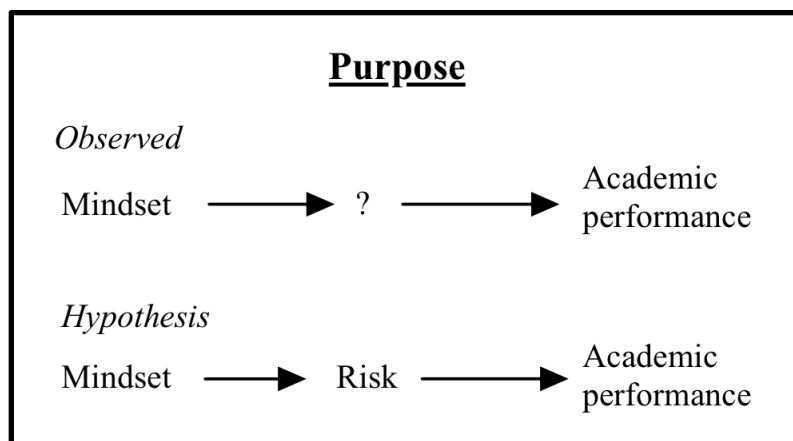 Purpose
Observed
Mindset ? Academic performance
Hypothesis
Mindset Risk Academic performance